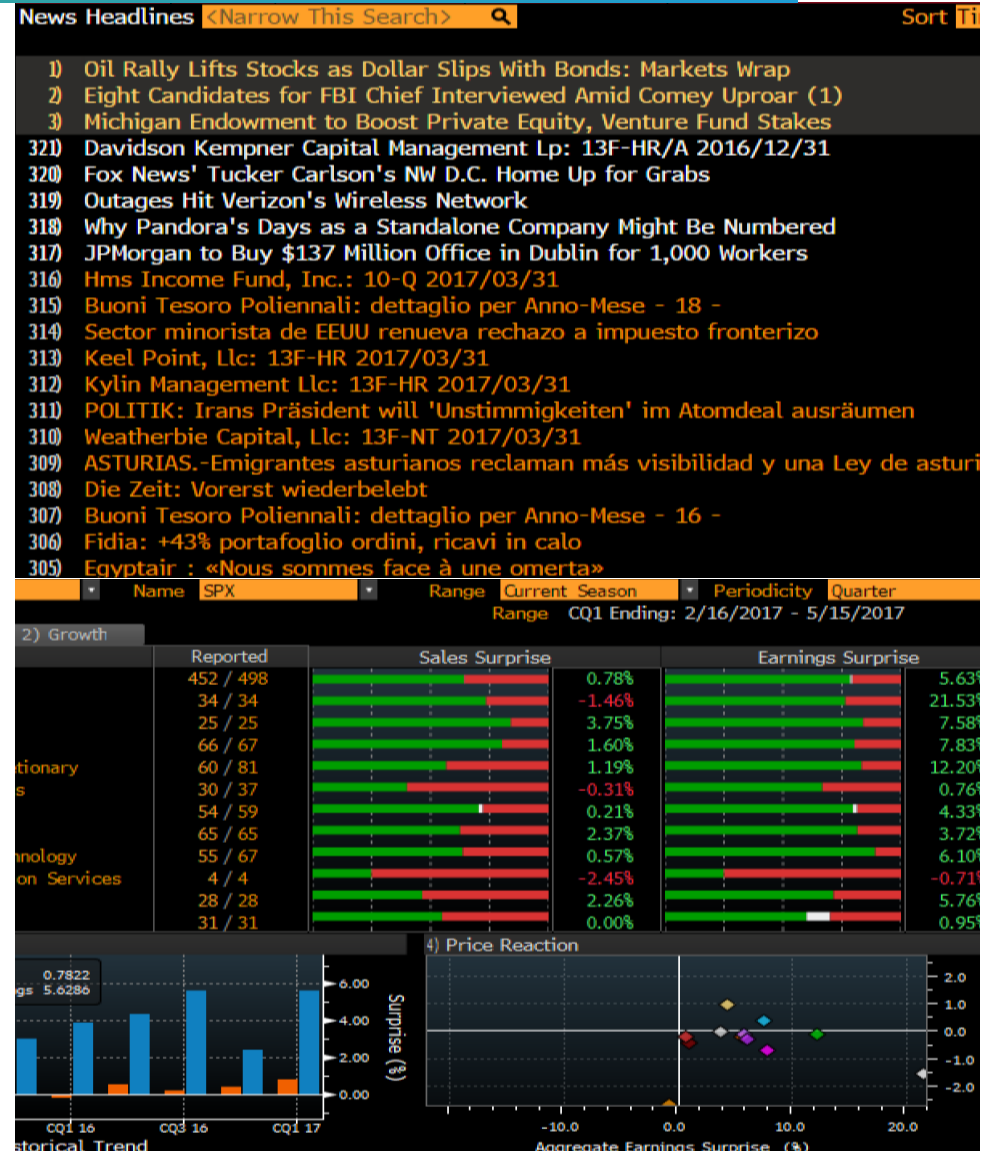 News Headlines <Narrow This Search> Sort Ti
1) Oil Rally Lifts Stocks as Dollar Slips With Bonds: Markets Wrap
2) Eight Candidates for FBI Chief Interviewed Amid Comey Uproar (1)
3) Michigan Endowment to Boost Private Equity, Venture Fund Stakes
321) Davidson Kempner Capital Management Lp: 13F-HR/A 2016/12/31
320) Fox News' Tucker Carlson's NW D.C. Home Up for Grabs
319) Outages Hit Verizon's Wireless Network
318) Why Pandora's Days as a Standalone Company Might Be Numbered
317) JPMorgan to Buy $137 Million Office in Dublin for 1,000 Workers
316) Hms Income Fund, Inc.: 10-Q 2017/03/31
315) Buoni Tesoro Poliennali: dettaglio per Anno-Mese - 18 -
314) Sector minorista de EEUU renueva rechazo a impuesto fronterizo
313) Keel Point, Llc: 13F-HR 2017/03/31
312) Kylin Management Llc: 13F-HR 2017/03/31
311) POLITIK: Irans Präsident will 'Unstimmigkeiten' im Atomdeal ausräumen
310) Weatherbie Capital, Llc: 13F-NT 2017/03/31
309) ASTURIAS.-Emigrantes asturianos reclaman más visibilidad y una Ley de asturi
308) Die Zeit: Vorerst wiederbelebt
307) Buoni Tesoro Poliennali: dettaglio per Anno-Mese - 16 -
306) Fidia: +43% portafoglio ordini, ricavi in calo
305) Egyptair : «Nous sommes face à une omerta»
Name SPX Range Current Season Periodicity Quarter
Range CQ1 Ending: 2/16/2017 - 5/15/2017
2) Growth
Reported Sales Surprise Earnings Surprise
452 / 498 0.78% 5.63%
34 / 34 -1.46% 21.53%
25 / 25 3.75% 7.58%
66 / 67 1.60% 7.83%
tionary 60 / 81 1.19% 12.20%
s 30 / 37 -0.31% 0.76%
54 / 59 0.21% 4.33%
65 / 65 2.37% 3.72%
nnology 55 / 67 0.57% 6.10%
on Services 4 / 4 -2.45% -0.71%
28 / 28 2.26% 5.76%
31 / 31 0.00% 0.95%
4) Price Reaction
0.7822
gs 5.6286
6.00
4.00
2.00
0.00
Surprise (%)
CQ1 16 CQ3 16 CQ1 17
storical Trend
2.0
1.0
0.0
-1.0
-2.0
-10.0 0.0 10.0 20.0
Aggregate Earnings Surprise (%)